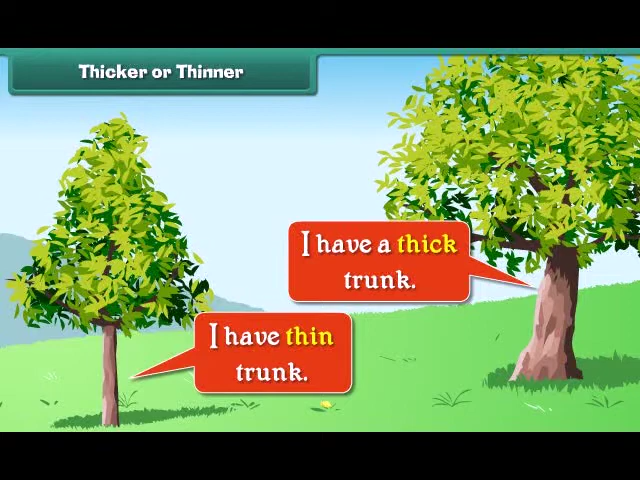 Thicker or Thinner
I have a thick
trunk.
I have thin
trunk.